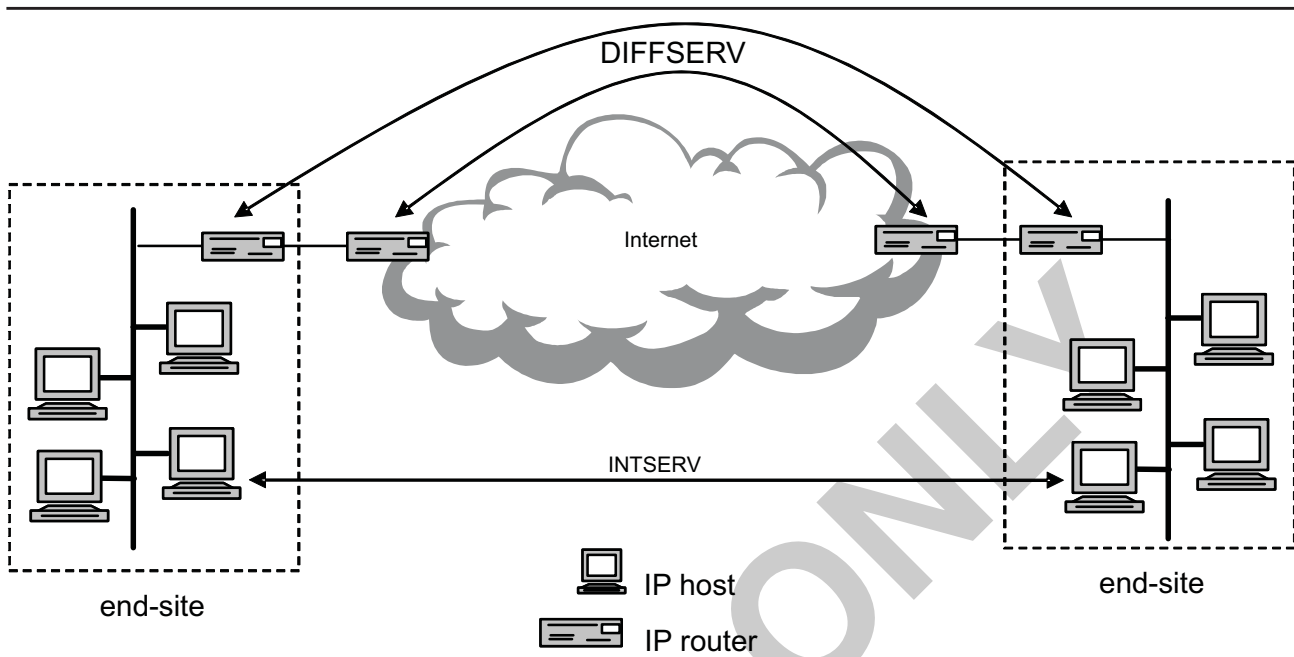 DIFFSERV
Internet
INTSERV
ONLY
end-site
end-site
IP host
IP router